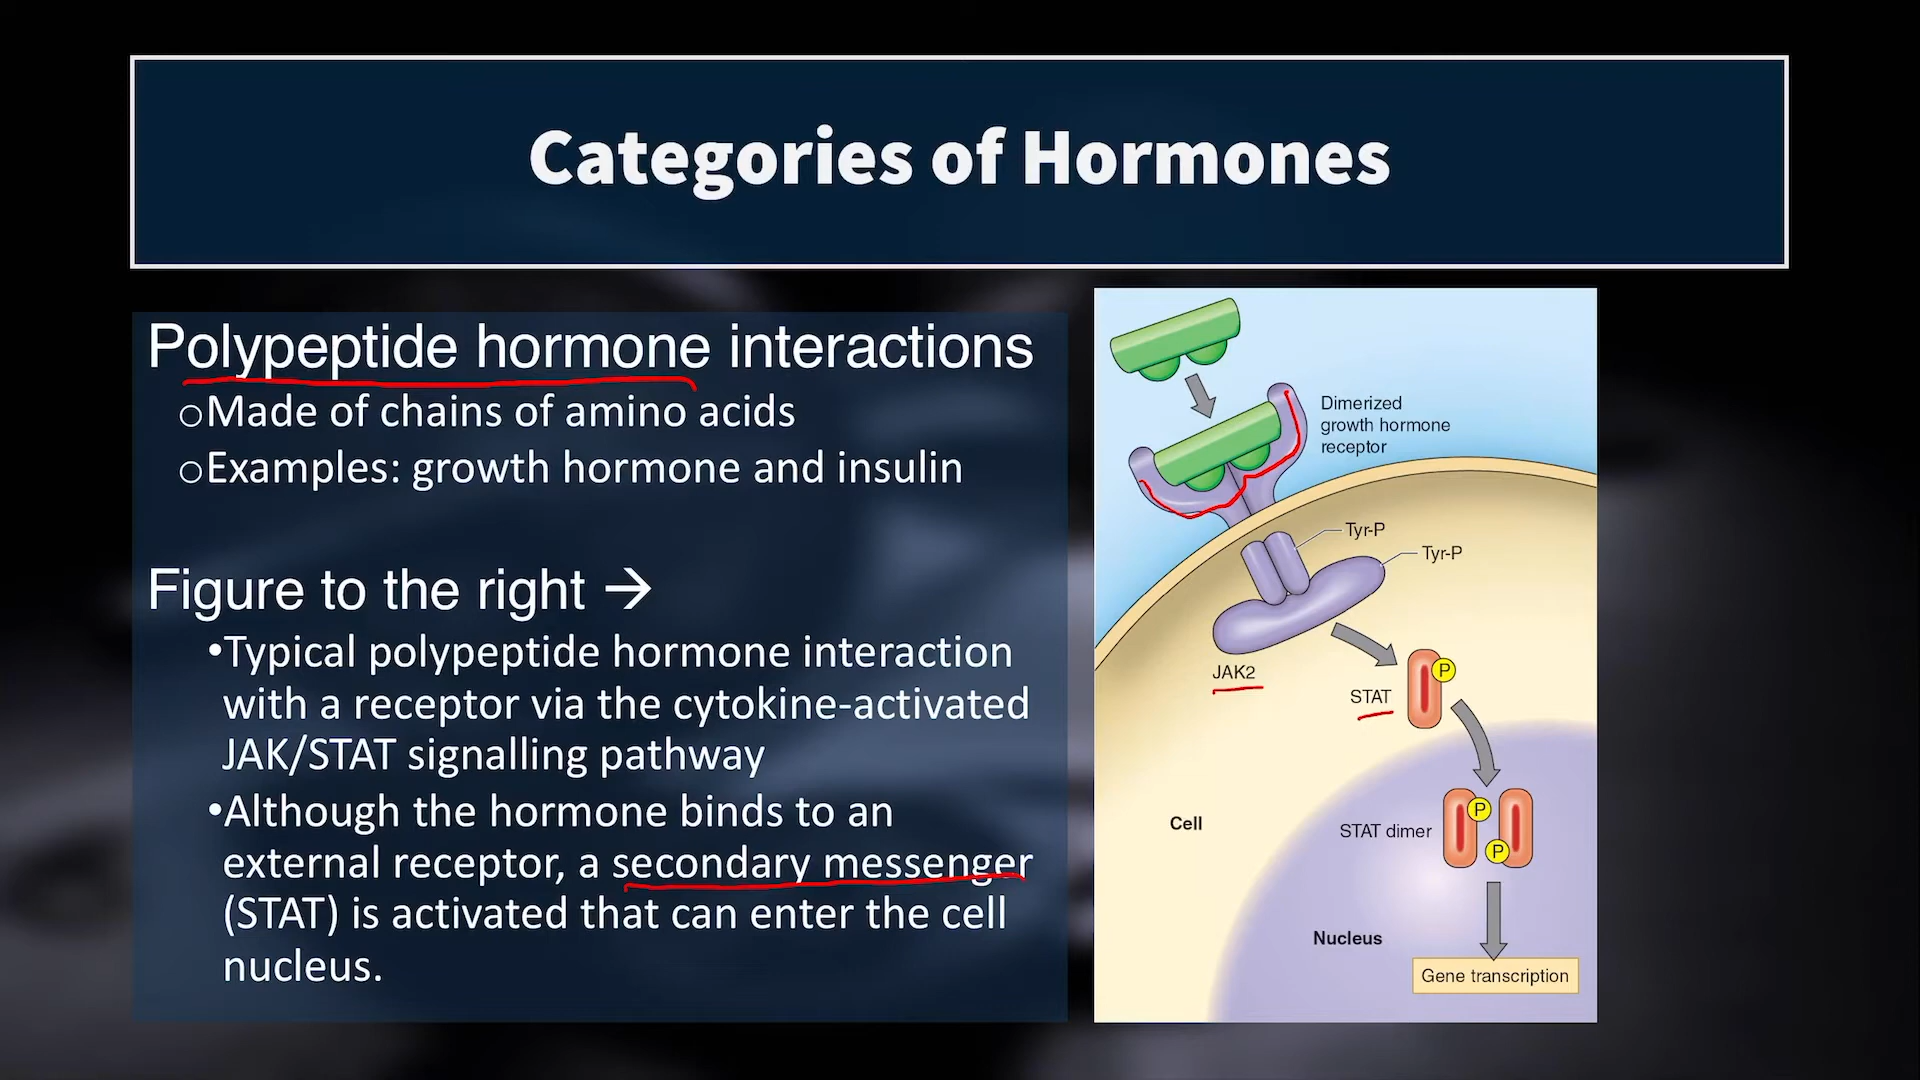 Categories of Hormones
Polypeptide hormone interactions
oMade of chains of amino acids
oExamples: growth hormone and insulin
Figure to the right →
•Typical polypeptide hormone interaction
with a receptor via the cytokine-activated
JAK/STAT signalling pathway
•Although the hormone binds to an
external receptor, a secondary messenger
(STAT) is activated that can enter the cell
nucleus.
Dimerized
growth hormone
receptor
Tyr-P
Tyr-P
JAK2
P
STAT
P
STAT dimer
P
Cell
Nucleus
Gene transcription